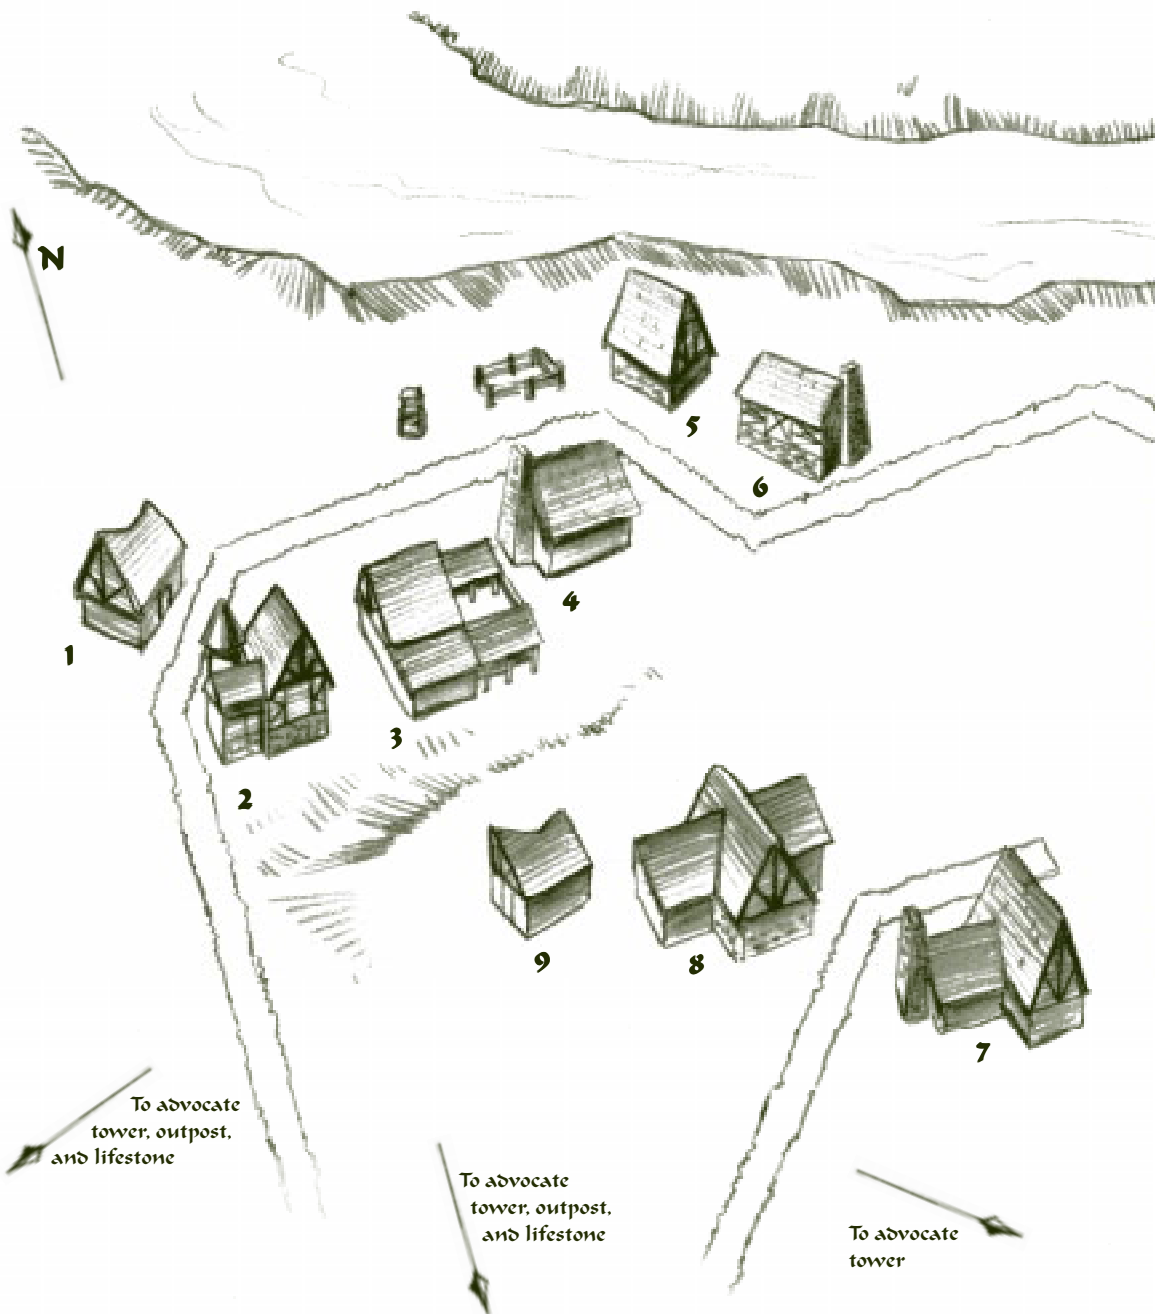 N
5
6
4
1
3
2
9
8
7
To advocate
tower, outpost,
and lifestone
To advocate
tower, outpost,
and lifestone
To advocate
tower